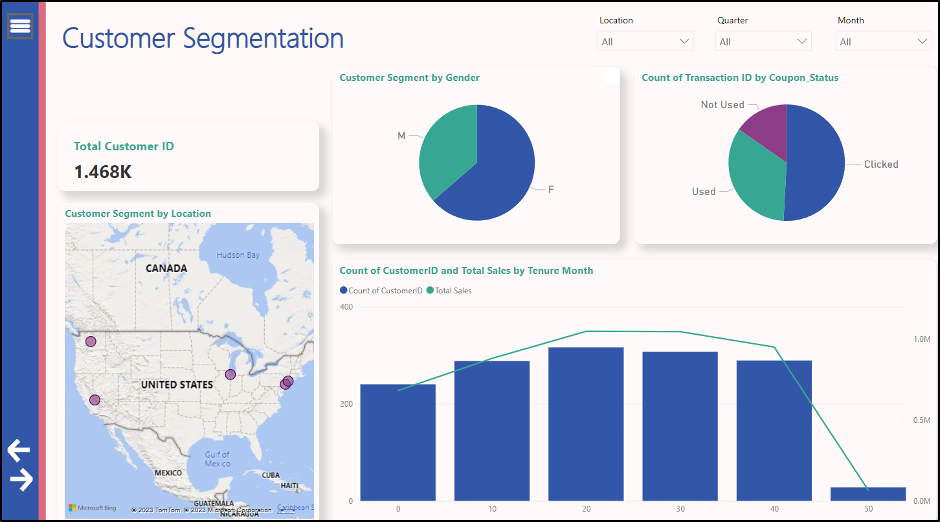 Customer Segmentation
Location
Quarter
Month
All
All
All
Total Customer ID
1.468K
Customer Segment by Gender
M
F
Count of Transaction ID by Coupon_Status
Not Used
Clicked
Used
Customer Segment by Location
Hudson Bay
CANADA
UNITED STATES
Gulf of
Mexico
MEXICO
CUBA
HAITI
GUATEMALA
NICARAGUA
Caribbean S
Microsoft Bing
© 2023 TomTom, © 2023 Microsoft Corporation
Count of CustomerID and Total Sales by Tenure Month
Count of CustomerID Total Sales
400
200
0
1.0M
0.5M
0.0M
0 10 20 30 40 50